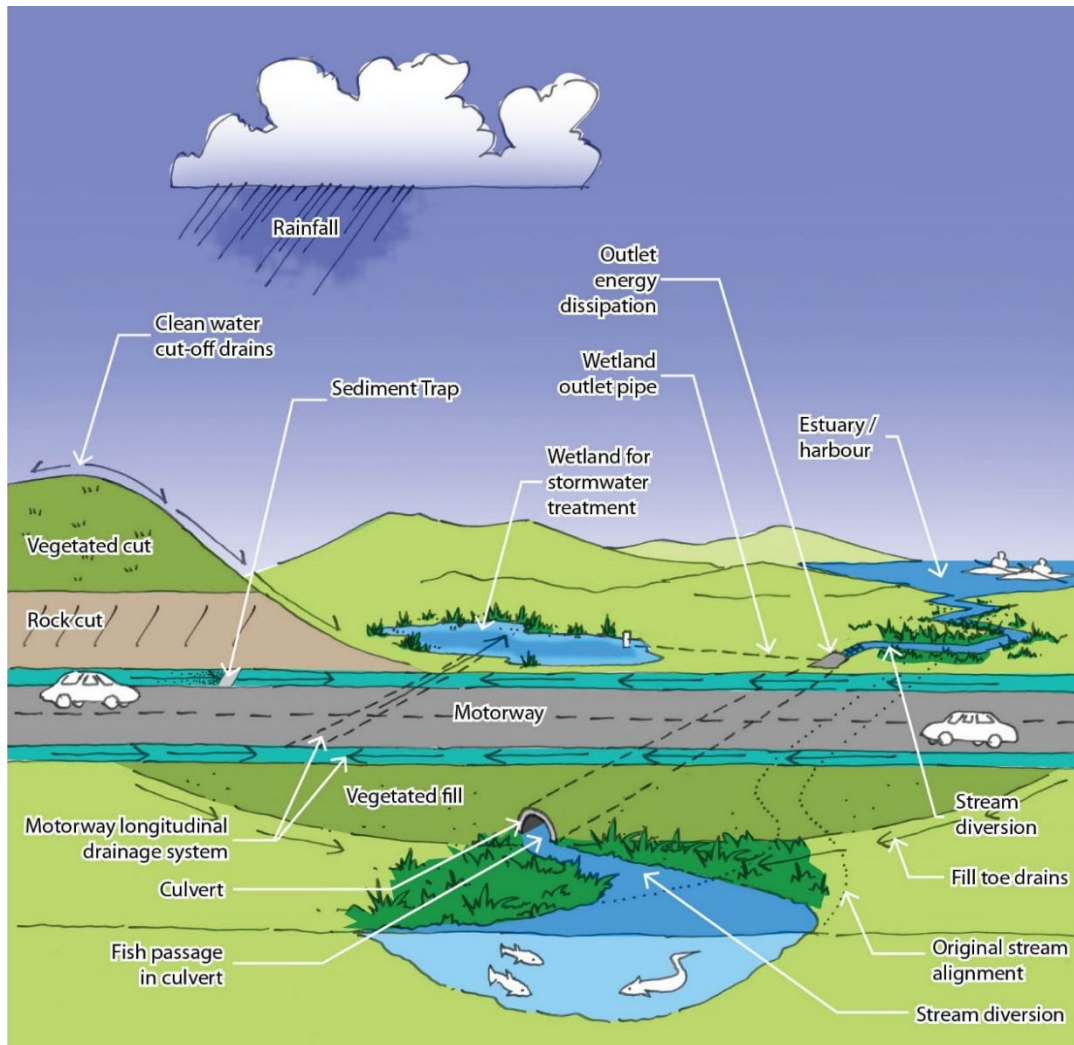 Rainfall
Outlet
energy
dissipation
Clean water
cut-off drains
Wetland
outlet pipe
Sediment Trap
Estuary /
harbour
Wetland for
stormwater
treatment
Vegetated cut
Rock cut
Motorway
Vegetated fill
Motorway longitudinal
drainage system
Stream
diversion
Culvert
Fill toe drains
Fish passage
in culvert
Original stream
alignment
Stream diversion